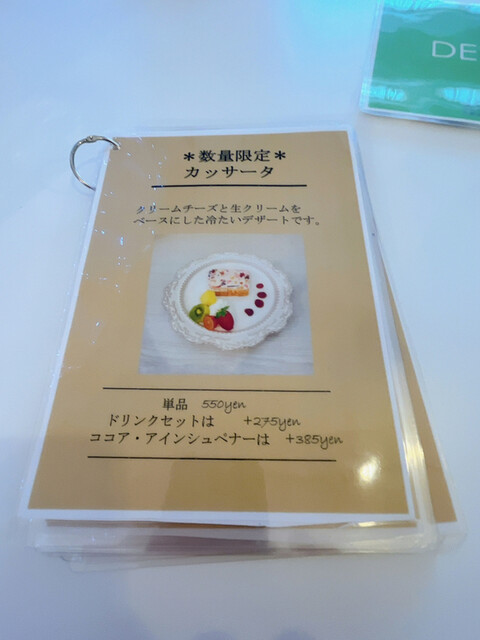 ＊数量限定＊
カッサータ
クリームチーズと生クリームを
ベースにした冷たいデザートです。
単品 550yen
ドリンクセットは +275yen
ココア・アインシュペナーは +385yen
DE